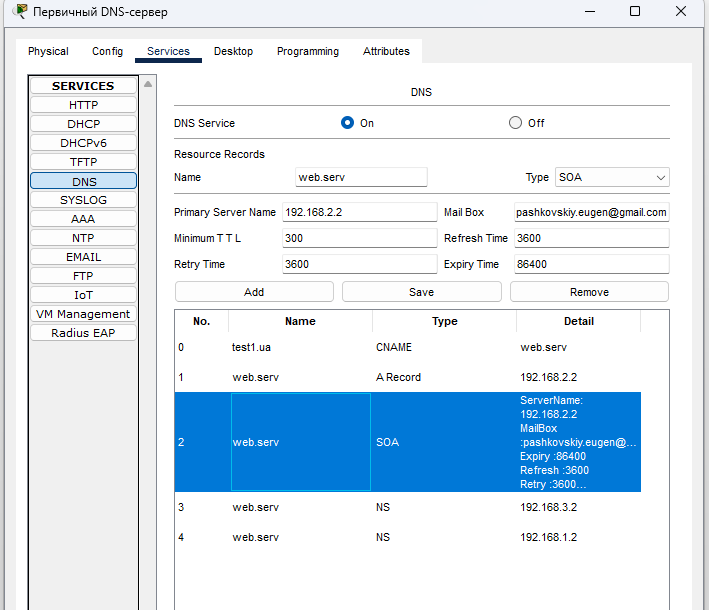 Первичный DNS-сервер
Physical Config Services Desktop Programming Attributes
SERVICES
HTTP
DHCP
DHCPv6
TFTP
DNS
SYSLOG
AAA
NTP
EMAIL
FTP
IoT
VM Management
Radius EAP
DNS
DNS Service On Off
Resource Records
Name web.serv Type SOA
Primary Server Name 192.168.2.2 Mail Box pashkovskiy.eugen@gmail.com
Minimum T T L 300 Refresh Time 3600
Retry Time 3600 Expiry Time 86400
Add Save Remove
No. Name Type Detail
0 test1.ua CNAME web.serv
1 web.serv A Record 192.168.2.2
2 web.serv SOA ServerName:
192.168.2.2
MailBox
:pashkovskiy.eugen@...
Expiry :86400
Refresh :3600
Retry :3600...
3 web.serv NS 192.168.3.2
4 web.serv NS 192.168.1.2